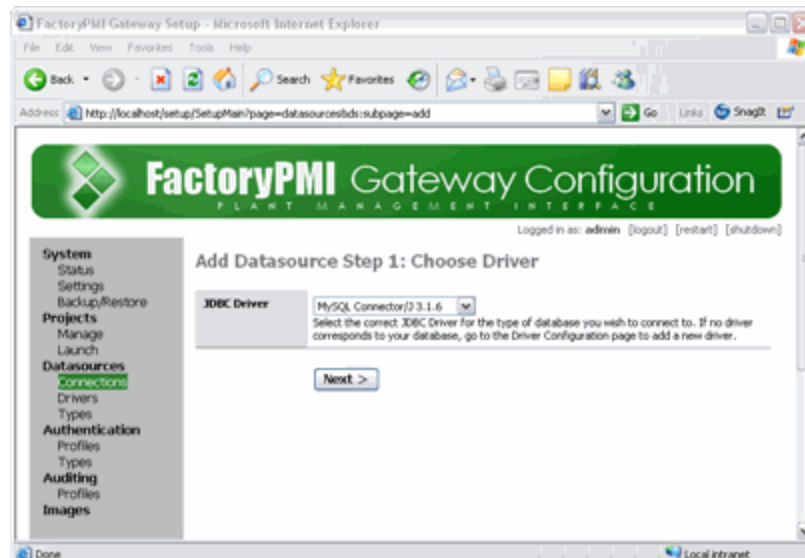 FactoryPMI Gateway Setup - Microsoft Internet Explorer
File Edit View Favorites Tools Help
Back Search Favorites
Address http://localhost/setup/SetupMain?page=datasourcesbds:subpage=add Go Links SnagIt
FactoryPMI Gateway Configuration
PLANT MANAGEMENT INTERFACE
Logged in as: admin [logout] [restart] [shutdown]
System
Status
Settings
Backup/Restore
Projects
Manage
Launch
Datasources
Connections
Drivers
Types
Authentication
Profiles
Types
Auditing
Profiles
Images
Add Datasource Step 1: Choose Driver
JDBC Driver
MySQL Connector/J 3.1.6
Select the correct JDBC Driver for the type of database you wish to connect to. If no driver
corresponds to your database, go to the Driver Configuration page to add a new driver.
Next >
Done Local intranet